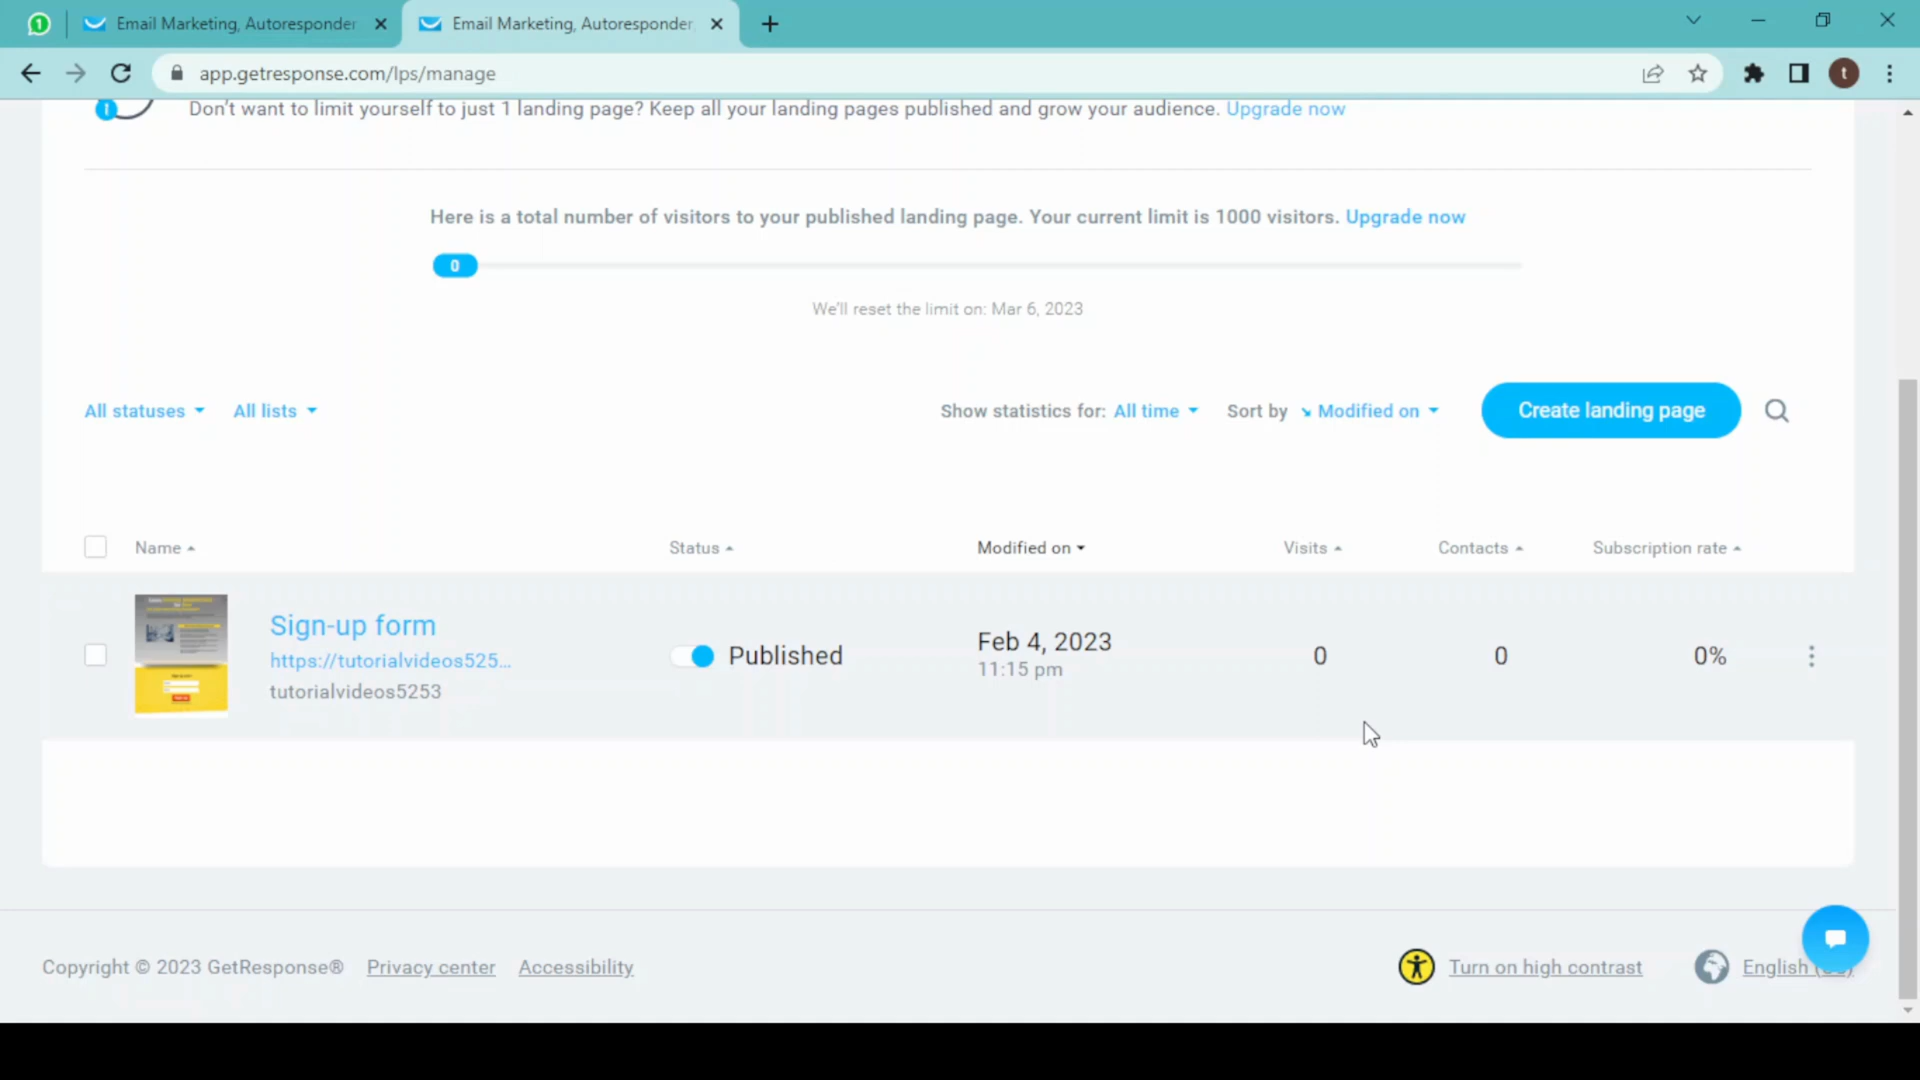 Email Marketing, Autoresponder
Email Marketing, Autoresponder
app.getresponse.com/lps/manage
t
1
Don't want to limit yourself to just 1 landing page? Keep all your landing pages published and grow your audience. Upgrade now
Here is a total number of visitors to your published landing page. Your current limit is 1000 visitors. Upgrade now
0
We'll reset the limit on: Mar 6, 2023
All statuses All lists Show statistics for: All time Sort by Modified on Create landing page
Name Status Modified on Visits Contacts Subscription rate
Sign-up form
https://tutorialvideos525...
tutorialvideos5253
Published
Feb 4, 2023
11:15 pm
0 0 0%
Copyright © 2023 GetResponse® Privacy center Accessibility Turn on high contrast English